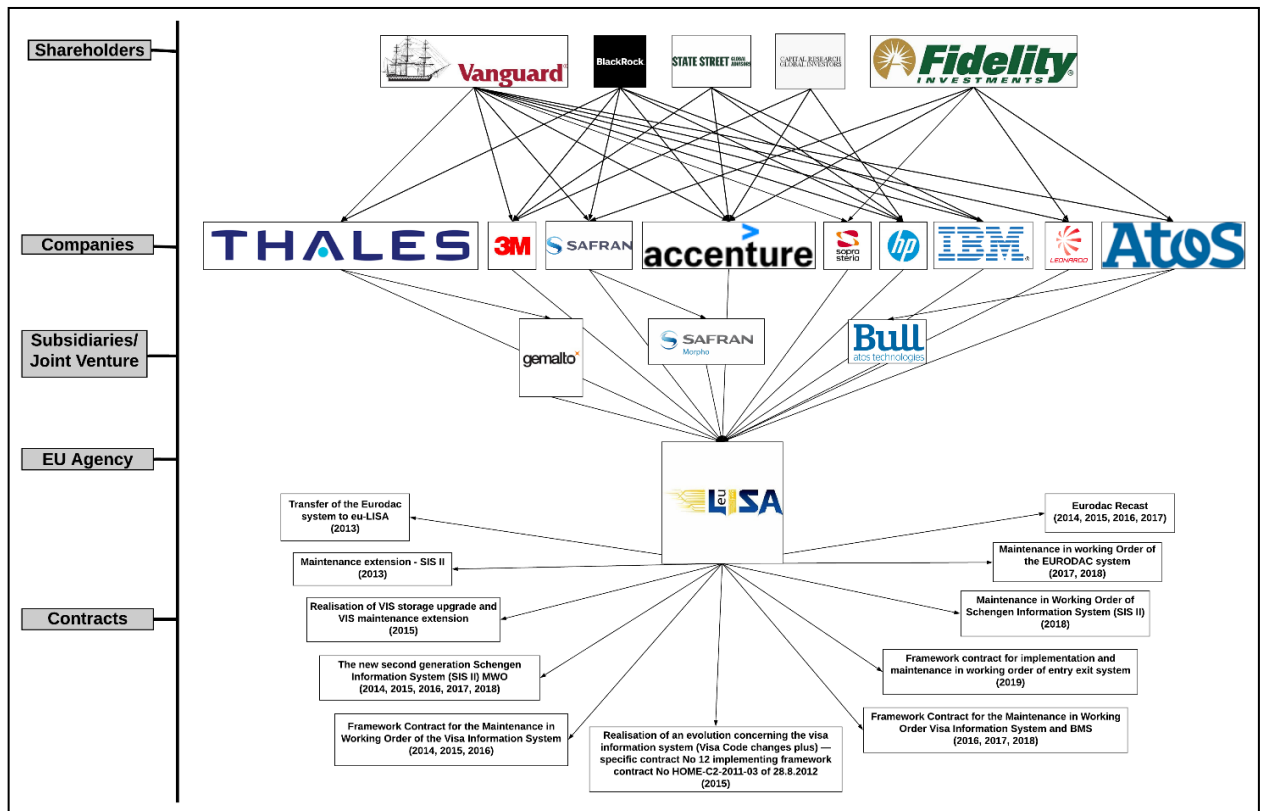 Shareholders
Vanguard®
BlackRock.
STATE STREET GLOBAL ADVISORS
CAPITAL RESEARCH
GLOBAL INVESTORS
Fidelity®
INVESTMENTS
Companies
THALES
3M
SAFRAN
accenture
sopra
stéria
hp
IBM®
LEONARDO
Atos
Subsidiaries/
Joint Venture
gemalto
SAFRAN
Morpho
Bull
atos technologies
EU Agency
eu LISA
Contracts
Transfer of the Eurodac
system to eu-LISA
(2013)
Maintenance extension - SIS II
(2013)
Realisation of VIS storage upgrade and
VIS maintenance extension
(2015)
The new second generation Schengen
Information System (SIS II) MWO
(2014, 2015, 2016, 2017, 2018)
Framework Contract for the Maintenance in
Working Order of the Visa Information System
(2014, 2015, 2016)
Realisation of an evolution concerning the visa
information system (Visa Code changes plus) —
specific contract No 12 implementing framework
contract No HOME-C2-2011-03 of 28.8.2012
(2015)
Eurodac Recast
(2014, 2015, 2016, 2017)
Maintenance in working Order of
the EURODAC system
(2017, 2018)
Maintenance in Working Order of
Schengen Information System (SIS II)
(2018)
Framework contract for implementation and
maintenance in working order of entry exit system
(2019)
Framework Contract for the Maintenance in Working
Order Visa Information System and BMS
(2016, 2017, 2018)